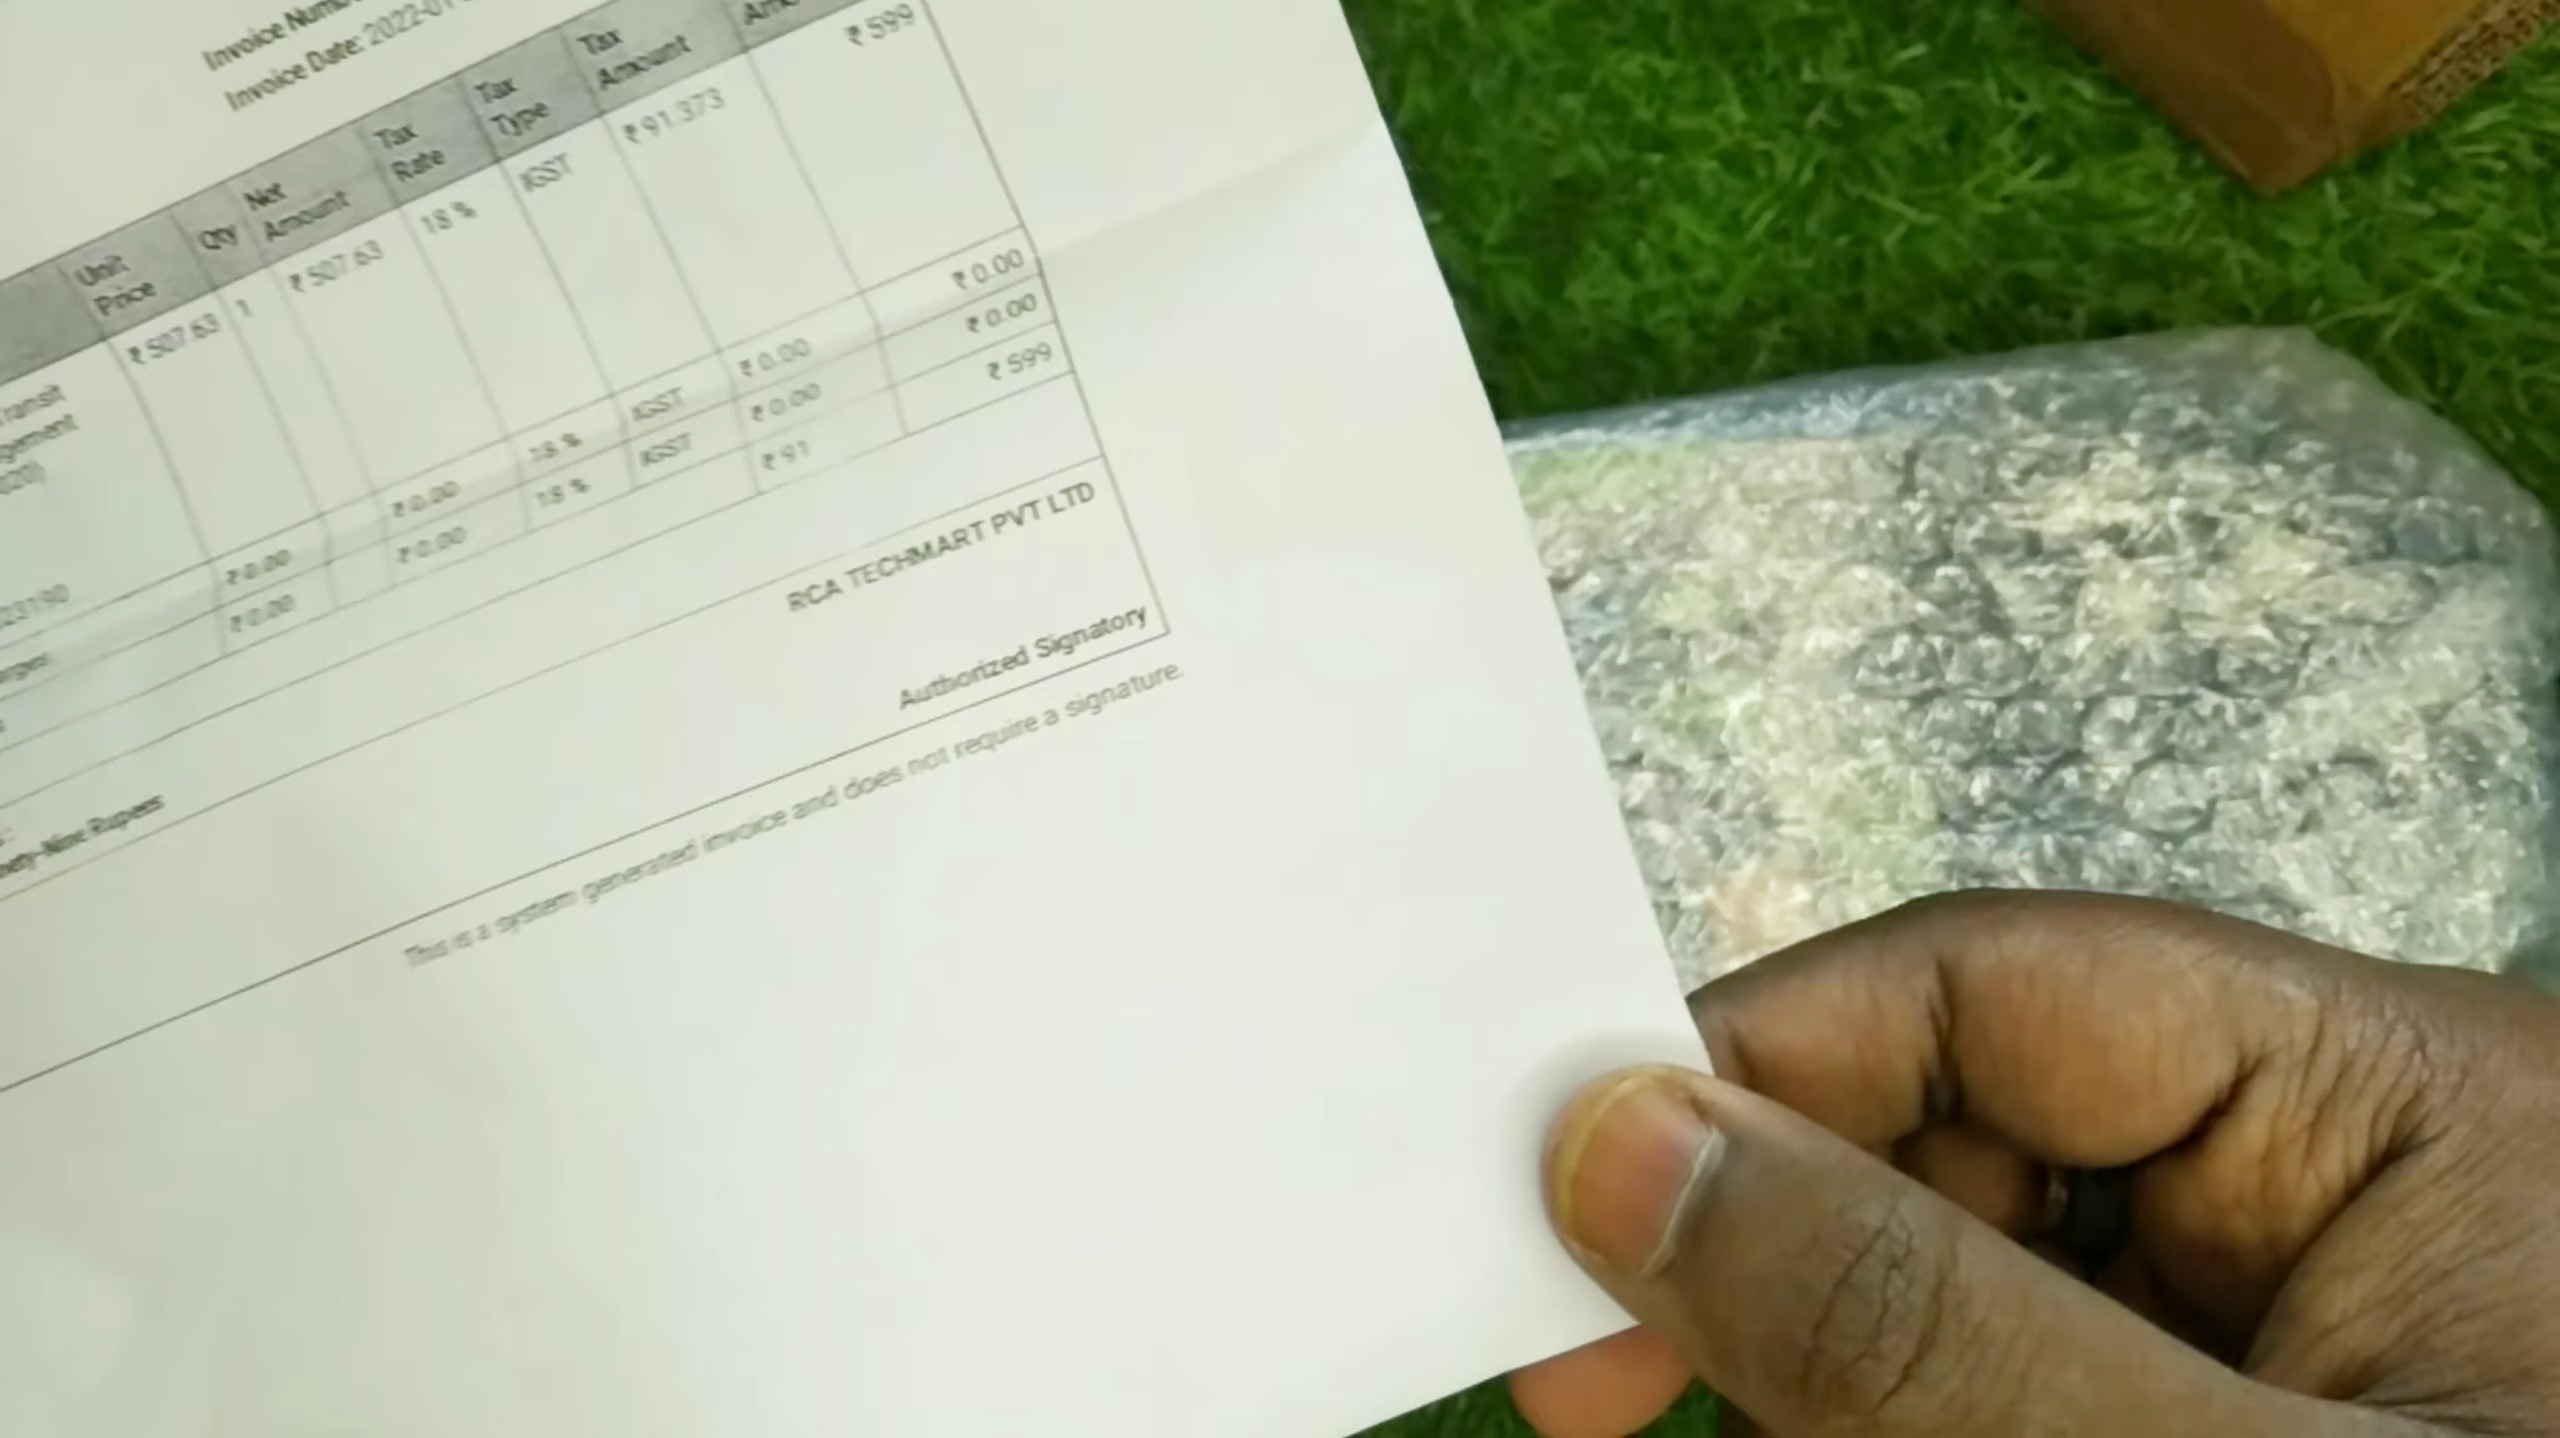 Invoice
Invoice Date: 2022-01
Unit Price Qty Net Amount Tax Rate Tax Type Tax Amount
₹ 507.63 1 ₹ 507.63 18 % IGST ₹ 91.373 ₹ 599
₹ 0.00 ₹ 0.00 18 % IGST ₹ 0.00 ₹ 0.00
₹ 0.00 ₹ 0.00 18 % IGST ₹ 0.00 ₹ 0.00
₹ 91 ₹ 599
Rupees
RCA TECHMART PVT LTD
Authorized Signatory
This is a system generated invoice and does not require a signature.